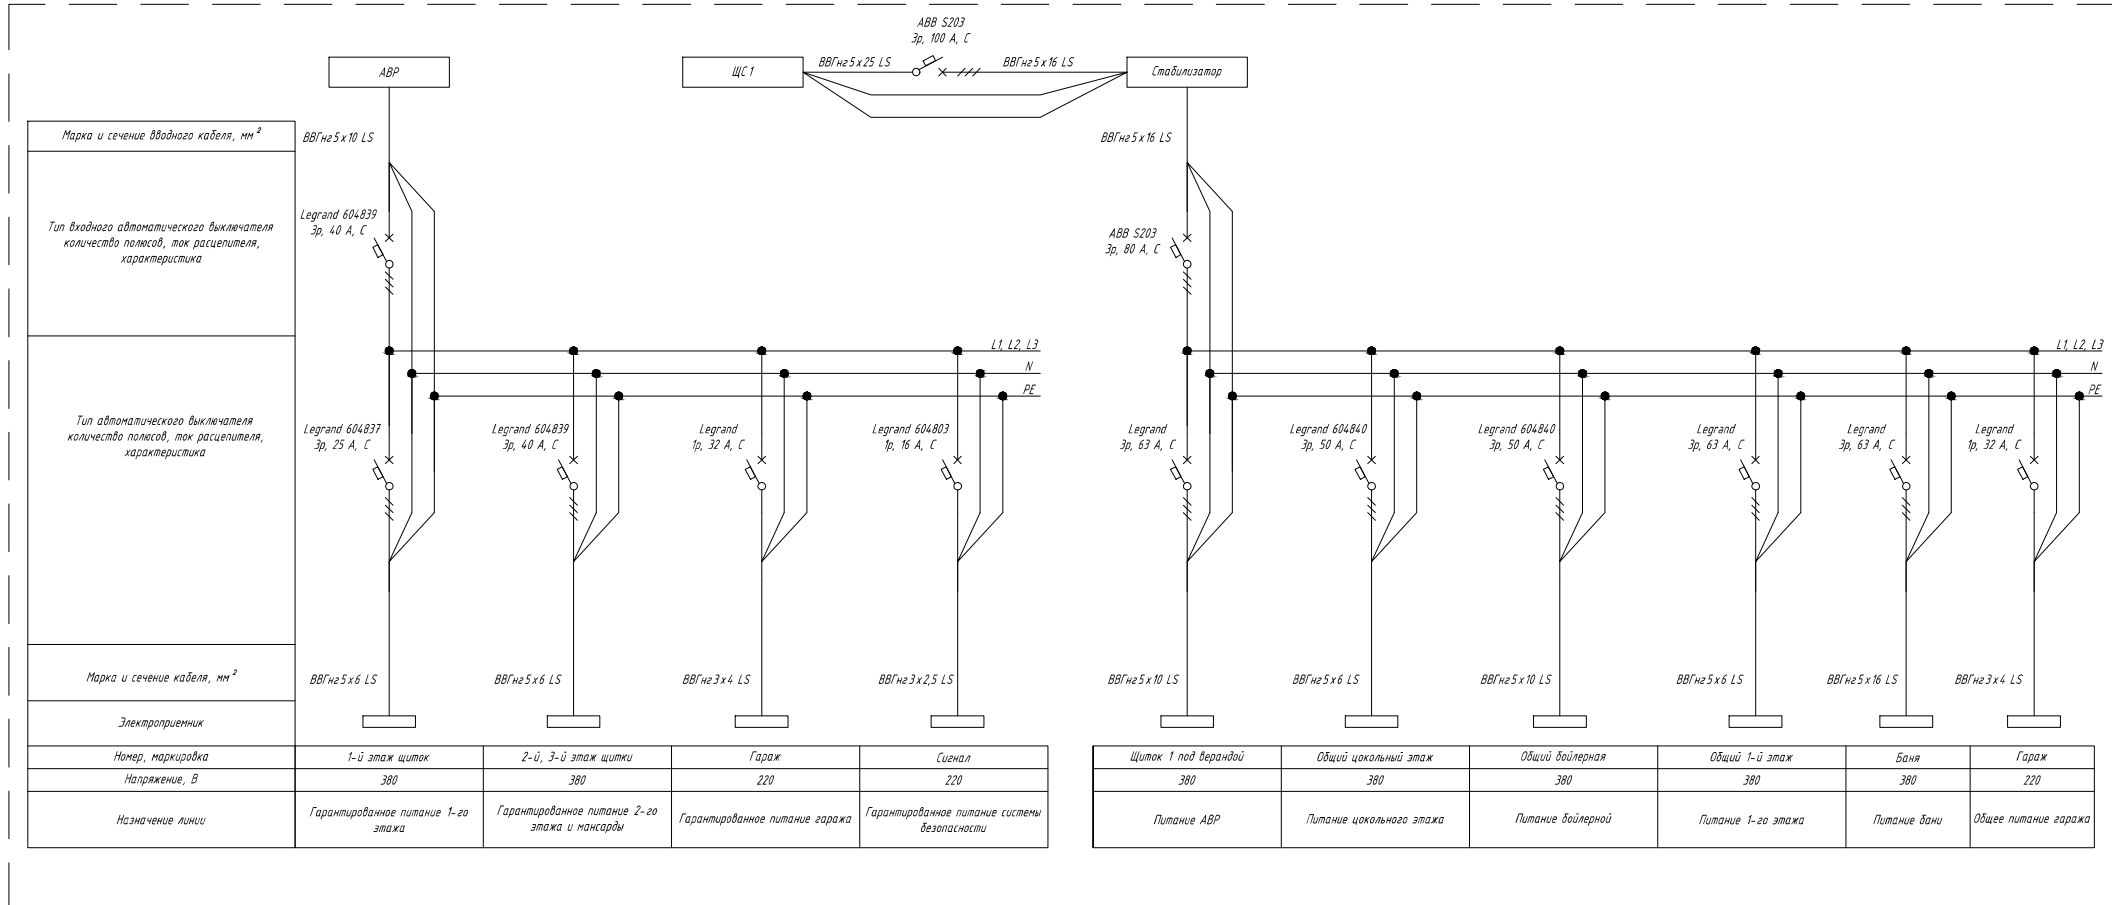 ABB S203
3р, 100 А, С
АВР
ЩС 1
ВВГнг 5 х 25 LS
ВВГнг 5 х 16 LS
Стабилизатор
Марка и сечение вводного кабеля, мм 2
ВВГнг 5 х 10 LS
ВВГнг 5 х 16 LS
Тип входного автоматического выключателя
количество полюсов, ток расцепителя,
характеристика
Legrand 604839
3р, 40 А, С
ABB S203
3р, 80 А, С
L1, L2, L3
N
PE
L1, L2, L3
N
PE
Тип автоматического выключателя
количество полюсов, ток расцепителя,
характеристика
Legrand 604837
3р, 25 А, С
Legrand 604839
3р, 40 А, С
Legrand
1р, 32 А, С
Legrand 604803
1р, 16 А, С
Legrand
3р, 63 А, С
Legrand 604840
3р, 50 А, С
Legrand 604840
3р, 50 А, С
Legrand
3р, 63 А, С
Legrand
3р, 63 А, С
Legrand
1р, 32 А, С
Марка и сечение кабеля, мм 2
ВВГнг 5 х 6 LS
ВВГнг 5 х 6 LS
ВВГнг 3 х 4 LS
ВВГнг 3 х 2,5 LS
ВВГнг 5 х 10 LS
ВВГнг 5 х 6 LS
ВВГнг 5 х 10 LS
ВВГнг 5 х 6 LS
ВВГнг 5 х 16 LS
ВВГнг 3 х 4 LS
Электроприемник
Номер, маркировка
1-й этаж щиток
2-й, 3-й этаж щитки
Гараж
Сигнал
Щиток 1 под верандой
Общий цокольный этаж
Общий бойлерная
Общий 1-й этаж
Баня
Гараж
Напряжение, В
380
380
220
220
380
380
380
380
380
220
Назначение линии
Гарантированное питание 1-го
этажа
Гарантированное питание 2-го
этажа и мансарды
Гарантированное питание гаража
Гарантированное питание системы
безопасности
Питание АВР
Питание цокольного этажа
Питание бойлерной
Питание 1-го этажа
Питание бани
Общее питание гаража